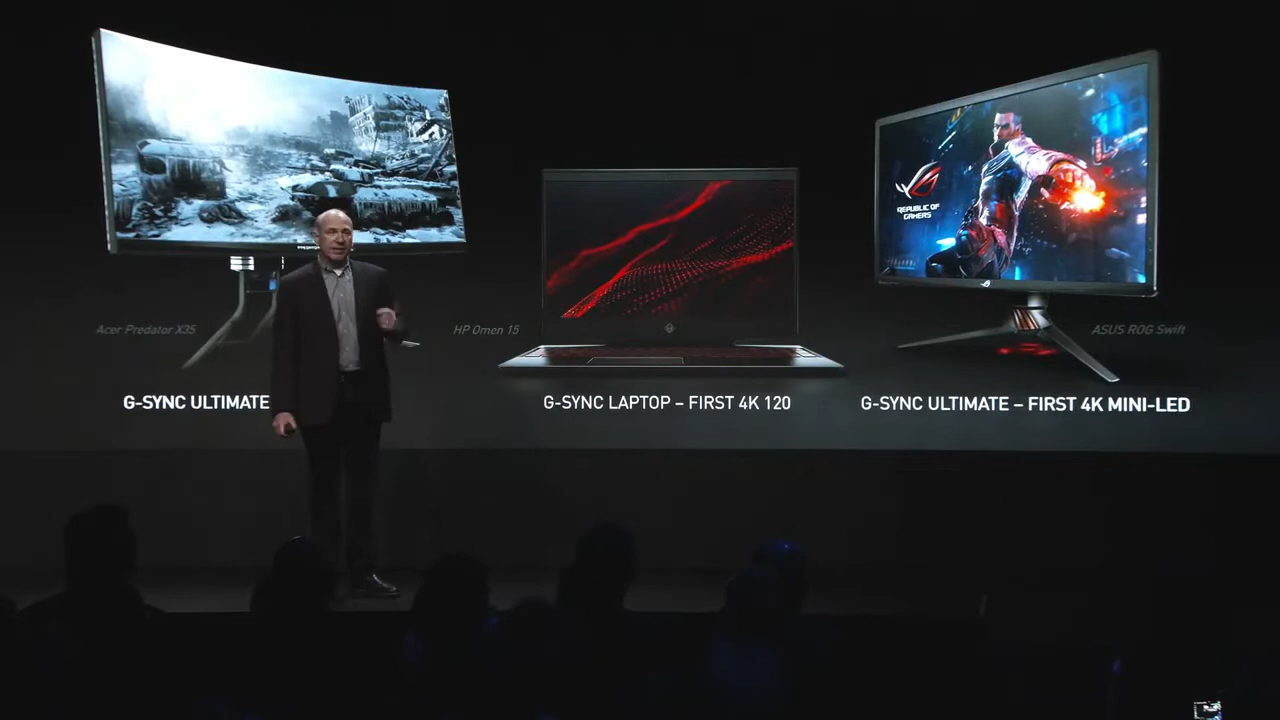 REPUBLIC OF
GAMERS
Acer Predator X35
HP Omen 15
ASUS ROG Swift
G-SYNC ULTIMATE
G-SYNC LAPTOP – FIRST 4K 120
G-SYNC ULTIMATE – FIRST 4K MINI-LED